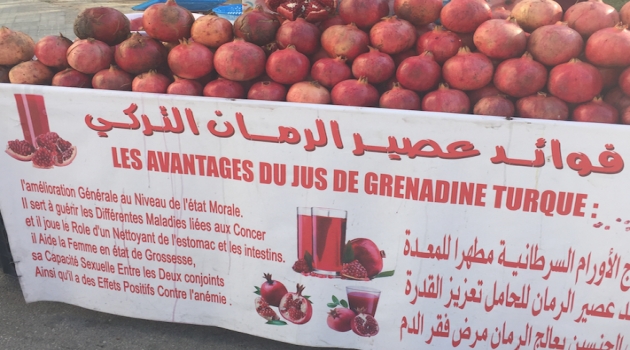 فوائد عصير الرمان التركي
LES AVANTAGES DU JUS DE GRENADINE TURQUE :
l'amélioration Générale au Niveau de l'état Morale.
Il sert à guérir les Différentes Maladies liées aux Concer
et il joue le Role d'un Nettoyant de l'estomac et les intestins.
il Aide la Femme en état de Grossesse,
sa Capacité Sexuelle Entre les Deux conjoints
Ainsi qu'il a des Effets Positifs Contre l'anémie .
الأورام السرطانية مطهرا للمعدة
عصير الرمان للحامل تعزيز القدرة
الجنسين يعالج الرمان مرض فقر الدم